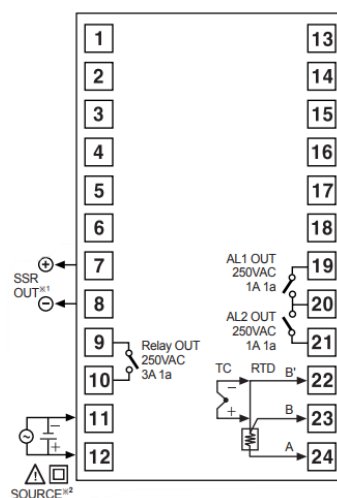 1
13
2
14
3
15
4
16
5
17
6
18
+
7
SSR
OUT※1
−
8
AL1 OUT
250VAC
1A 1a
19
20
AL2 OUT
250VAC
1A 1a
21
9
Relay OUT
250VAC
3A 1a
10
TC RTD B'
−
22
+
B
23
A
24
11
−
+
12
SOURCE※2